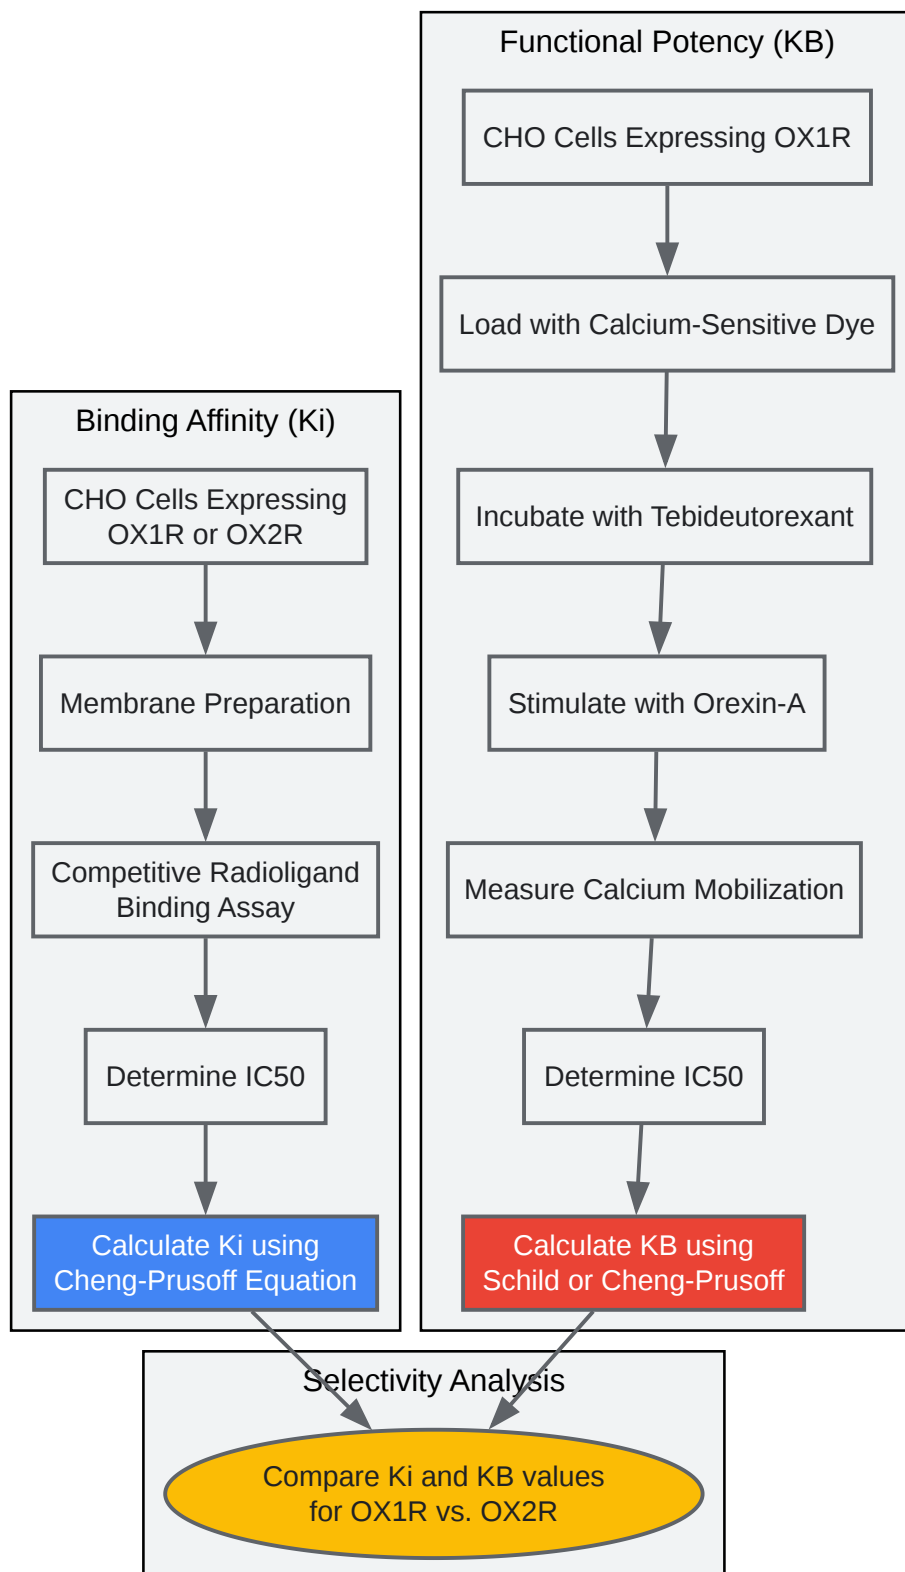 Functional Potency (KB)
CHO Cells Expressing OX1R
Load with Calcium-Sensitive Dye
Incubate with Tebideutorexant
Stimulate with Orexin-A
Measure Calcium Mobilization
Determine IC50
Calculate KB using
Schild or Cheng-Prusoff
Binding Affinity (Ki)
CHO Cells Expressing
OX1R or OX2R
Membrane Preparation
Competitive Radioligand
Binding Assay
Determine IC50
Calculate Ki using
Cheng-Prusoff Equation
Selectivity Analysis
Compare Ki and KB values
for OX1R vs. OX2R